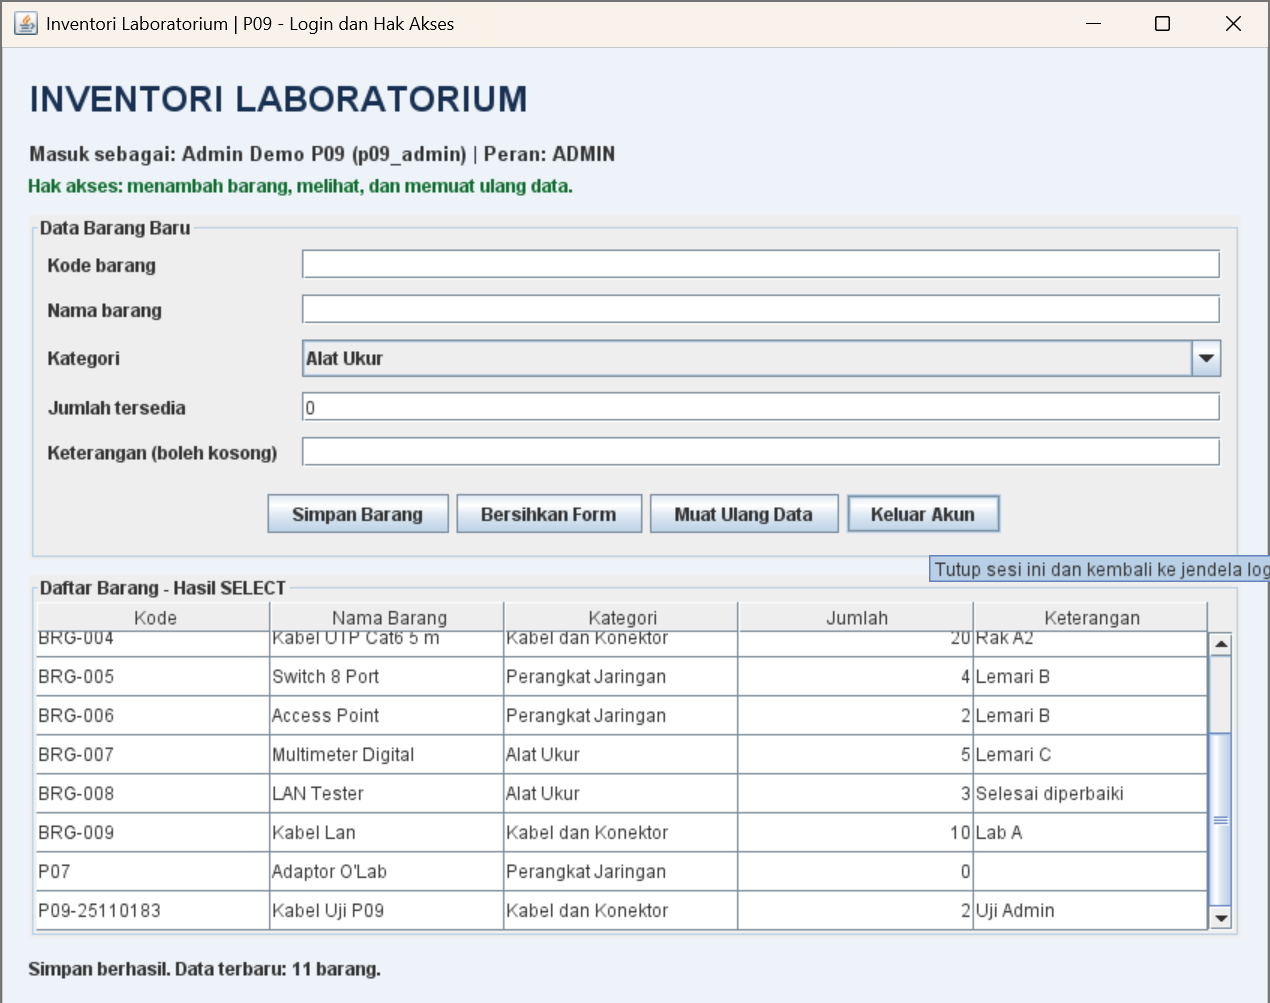 Inventori Laboratorium | P09 - Login dan Hak Akses
INVENTORI LABORATORIUM
Masuk sebagai: Admin Demo P09 (p09_admin) | Peran: ADMIN
Hak akses: menambah barang, melihat, dan memuat ulang data.
Data Barang Baru
Kode barang
Nama barang
Kategori Alat Ukur
Jumlah tersedia 0
Keterangan (boleh kosong)
Simpan Barang Bersihkan Form Muat Ulang Data Keluar Akun
Tutup sesi ini dan kembali ke jendela log
Daftar Barang - Hasil SELECT
Kode Nama Barang Kategori Jumlah Keterangan
BRG-004 Kabel UTP Cat6 5 m Kabel dan Konektor 20 Rak A2
BRG-005 Switch 8 Port Perangkat Jaringan 4 Lemari B
BRG-006 Access Point Perangkat Jaringan 2 Lemari B
BRG-007 Multimeter Digital Alat Ukur 5 Lemari C
BRG-008 LAN Tester Alat Ukur 3 Selesai diperbaiki
BRG-009 Kabel Lan Kabel dan Konektor 10 Lab A
P07 Adaptor O'Lab Perangkat Jaringan 0
P09-25110183 Kabel Uji P09 Kabel dan Konektor 2 Uji Admin
Simpan berhasil. Data terbaru: 11 barang.